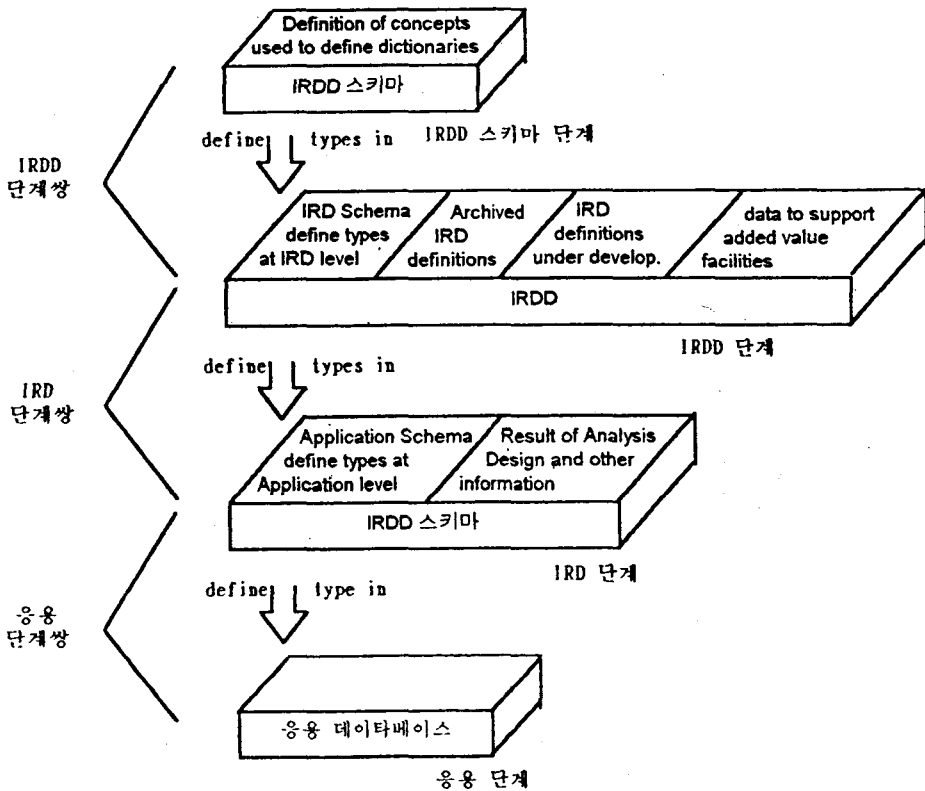 Definition of concepts
used to define dictionaries
IRDD 스키마
define types in IRDD 스키마 단계
IRDD
단계쌍
IRD Schema
define types
at IRD level
Archived
IRD
definitions
IRD
definitions
under develop.
data to support
added value
facilities
IRDD
IRDD 단계
define types in
IRD
단계쌍
Application Schema
define types at
Application level
Result of Analysis
Design and other
information
IRDD 스키마
IRD 단계
define type in
응용
단계쌍
응용 데이타베이스
응용 단계